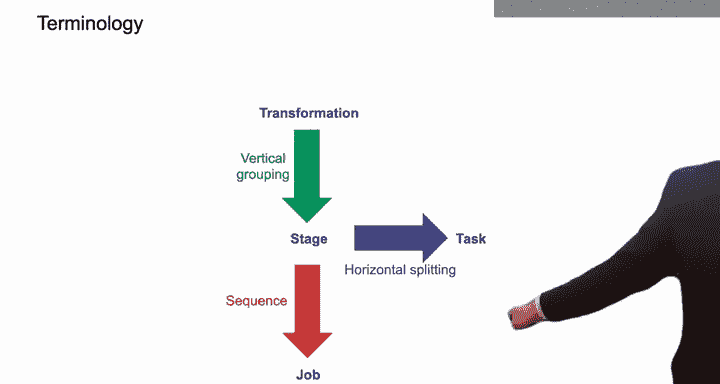 Terminology
Transformation
Vertical
grouping
Stage
Task
Horizontal splitting
Sequence
Job